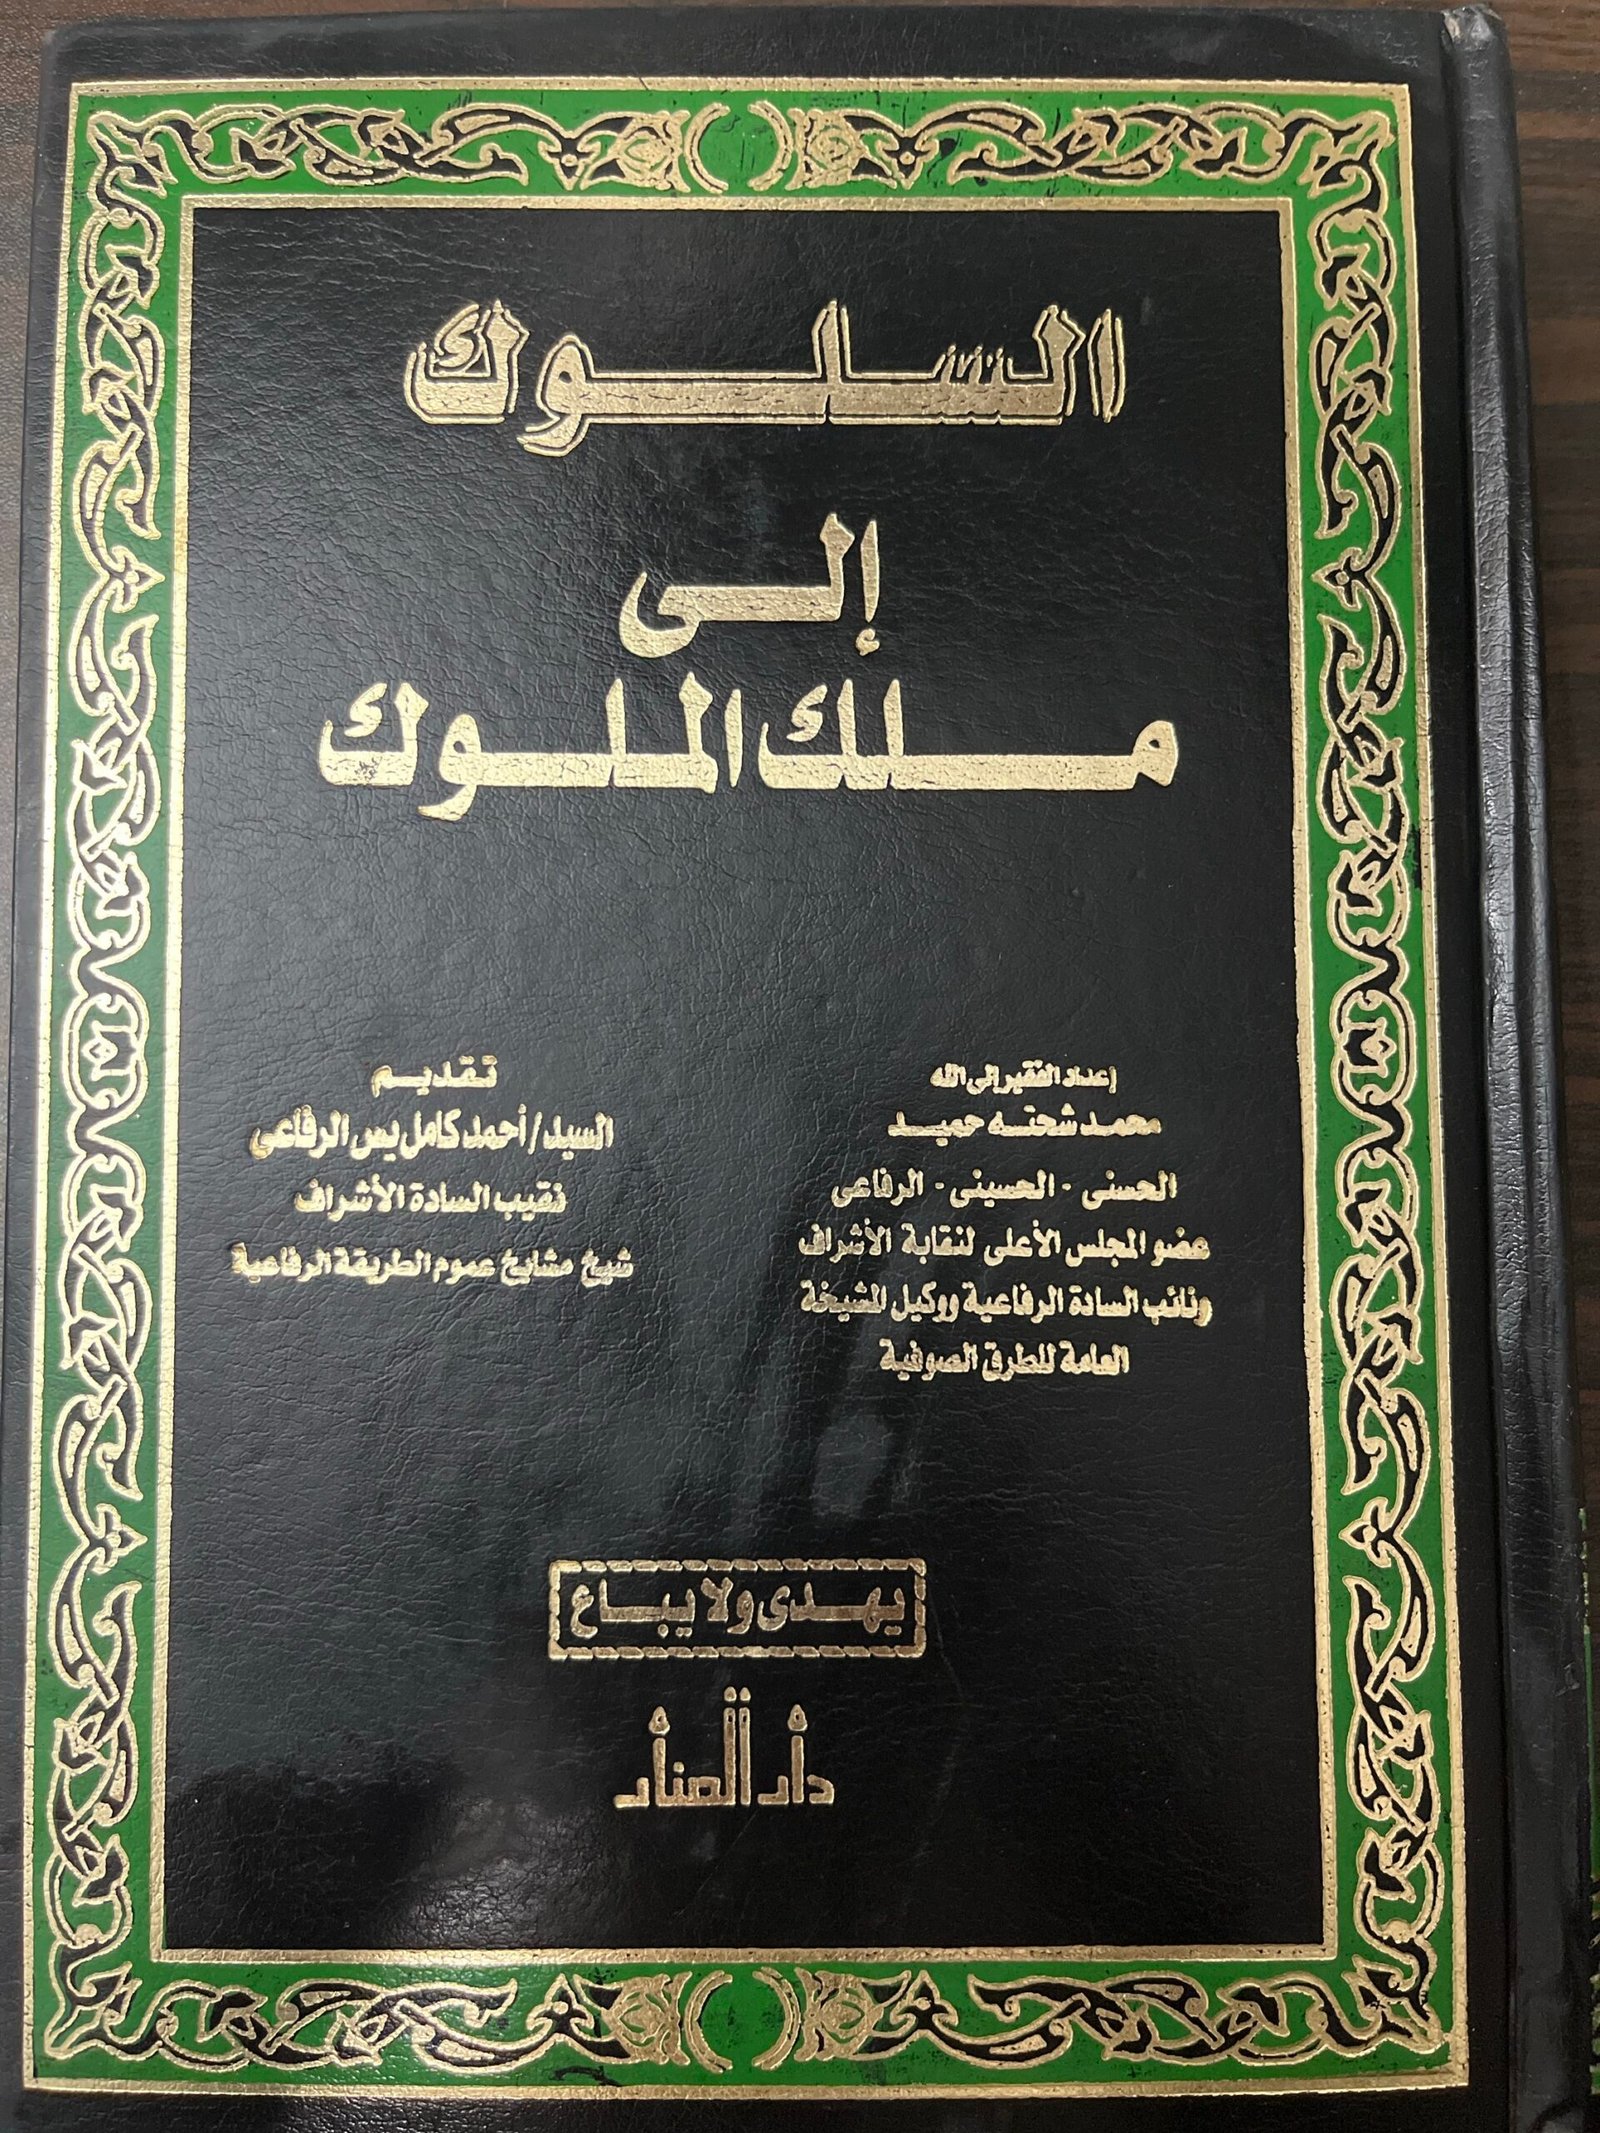 السلوك
إلى
ملك الملوك
إعداد الفقير إلى الله
محمد شحته حميد
الحسنى - الحسينى - الرفاعى
عضو المجلس الأعلى لنقابة الأشراف
ونائب السادة الرفاعية ووكيل المشيخة
العامة للطرق الصوفية
تقديم
السيد/أحمد كامل يس الرفاعى
نقيب السادة الأشراف
شيخ مشايخ عموم الطريقة الرفاعية
يهدى ولا يباع
دار المنار